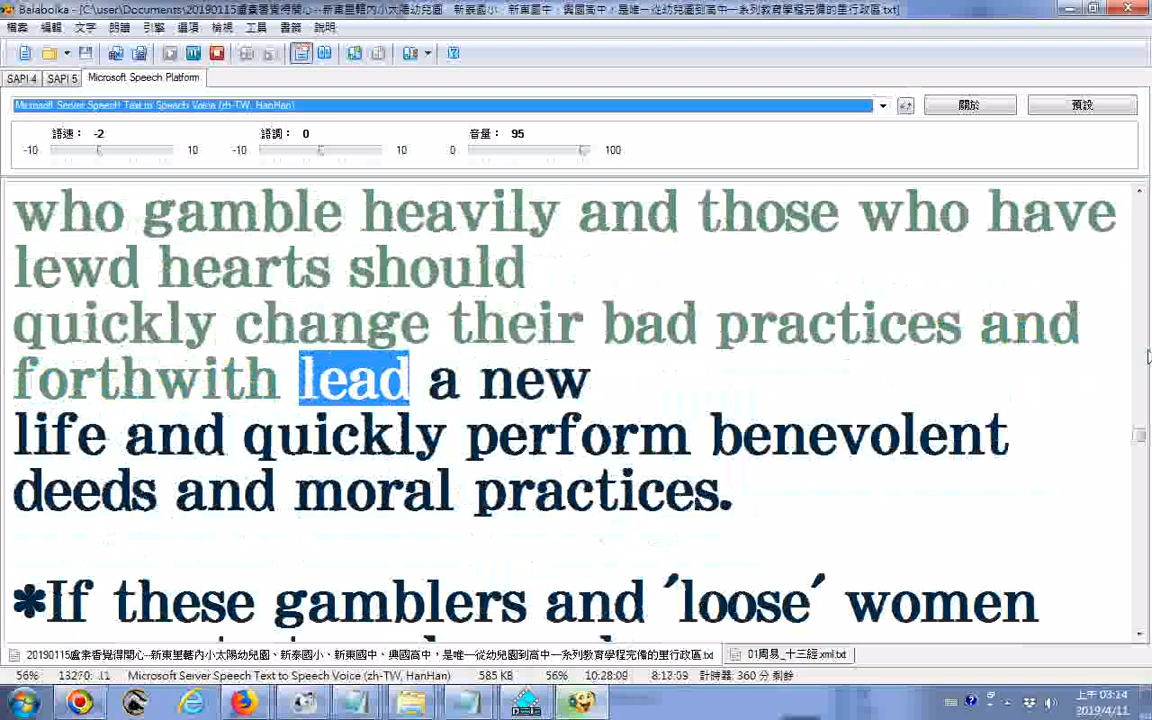 Balabolka - [C:\user\Documents\20190115盧素香覺得開心--新東里轄內小太陽幼兒園、新泰國小、新東國中、興國高中，是唯一從幼兒園到高中一系列教育學程完備的里行政區.txt]
檔案 編輯 文字 朗讀 引擎 選項 檢視 工具 書籤 說明
SAPI 4 SAPI 5 Microsoft Speech Platform
Microsoft Server Speech Text to Speech Voice (zh-TW, HanHan) 關於 預設
語速： -2 語調： 0 音量： 95
-10 10 -10 10 0 100
who gamble heavily and those who have
lewd hearts should
quickly change their bad practices and
forthwith lead a new
life and quickly perform benevolent
deeds and moral practices.
*If these gamblers and ´loose´ women
20190115盧素香覺得開心--新東里轄內小太陽幼兒園、新泰國小、新東國中、興國高中，是唯一從幼兒園到高中一系列教育學程完備的里行政區.txt 01周易_十三經.xml.txt
56% Microsoft Server Speech Text to Speech Voice (zh-TW, HanHan) 585 KB 56% 10:28:09 8:13:09 計時器: 360 分 剩餘
上午 03:14
2019/4/11